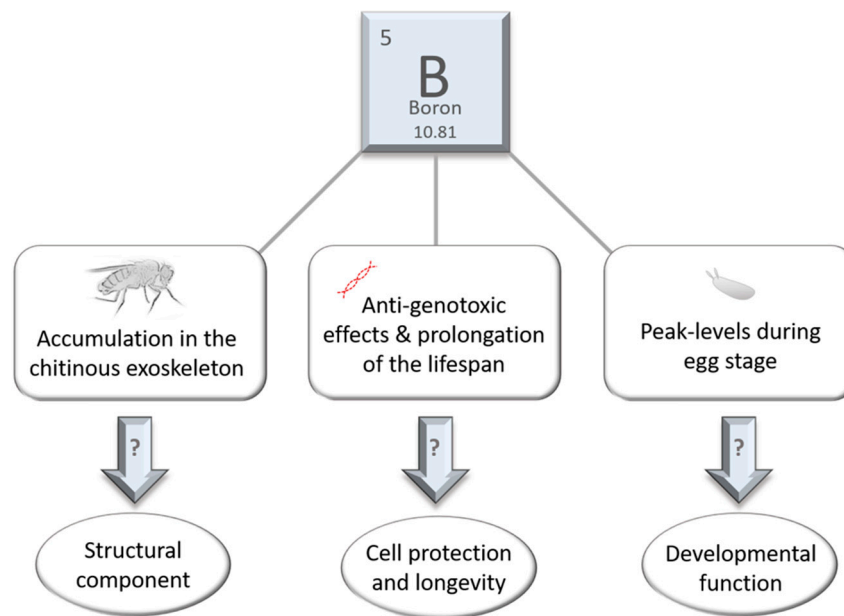 5
B
Boron
10.81
Accumulation in the
chitinous exoskeleton
Anti-genotoxic
effects & prolongation
of the lifespan
Peak-levels during
egg stage
?
?
?
Structural
component
Cell protection
and longevity
Developmental
function